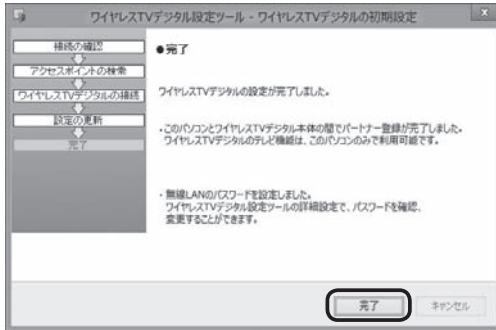 ワイヤレスTVデジタル設定ツール - ワイヤレスTVデジタルの初期設定
接続の確認
アクセスポイントの検索
ワイヤレスTVデジタルの接続
設定の更新
完了
●完了
ワイヤレスTVデジタルの設定が完了しました。
・このパソコンとワイヤレスTVデジタル本体の間でパートナー登録が完了しました。
ワイヤレスTVデジタルのテレビ機能は、このパソコンのみで利用可能です。
・無線LANのパスワードを設定しました。
ワイヤレスTVデジタル設定ツールの詳細設定で、パスワードを確認、
変更することができます。
完了
キャンセル